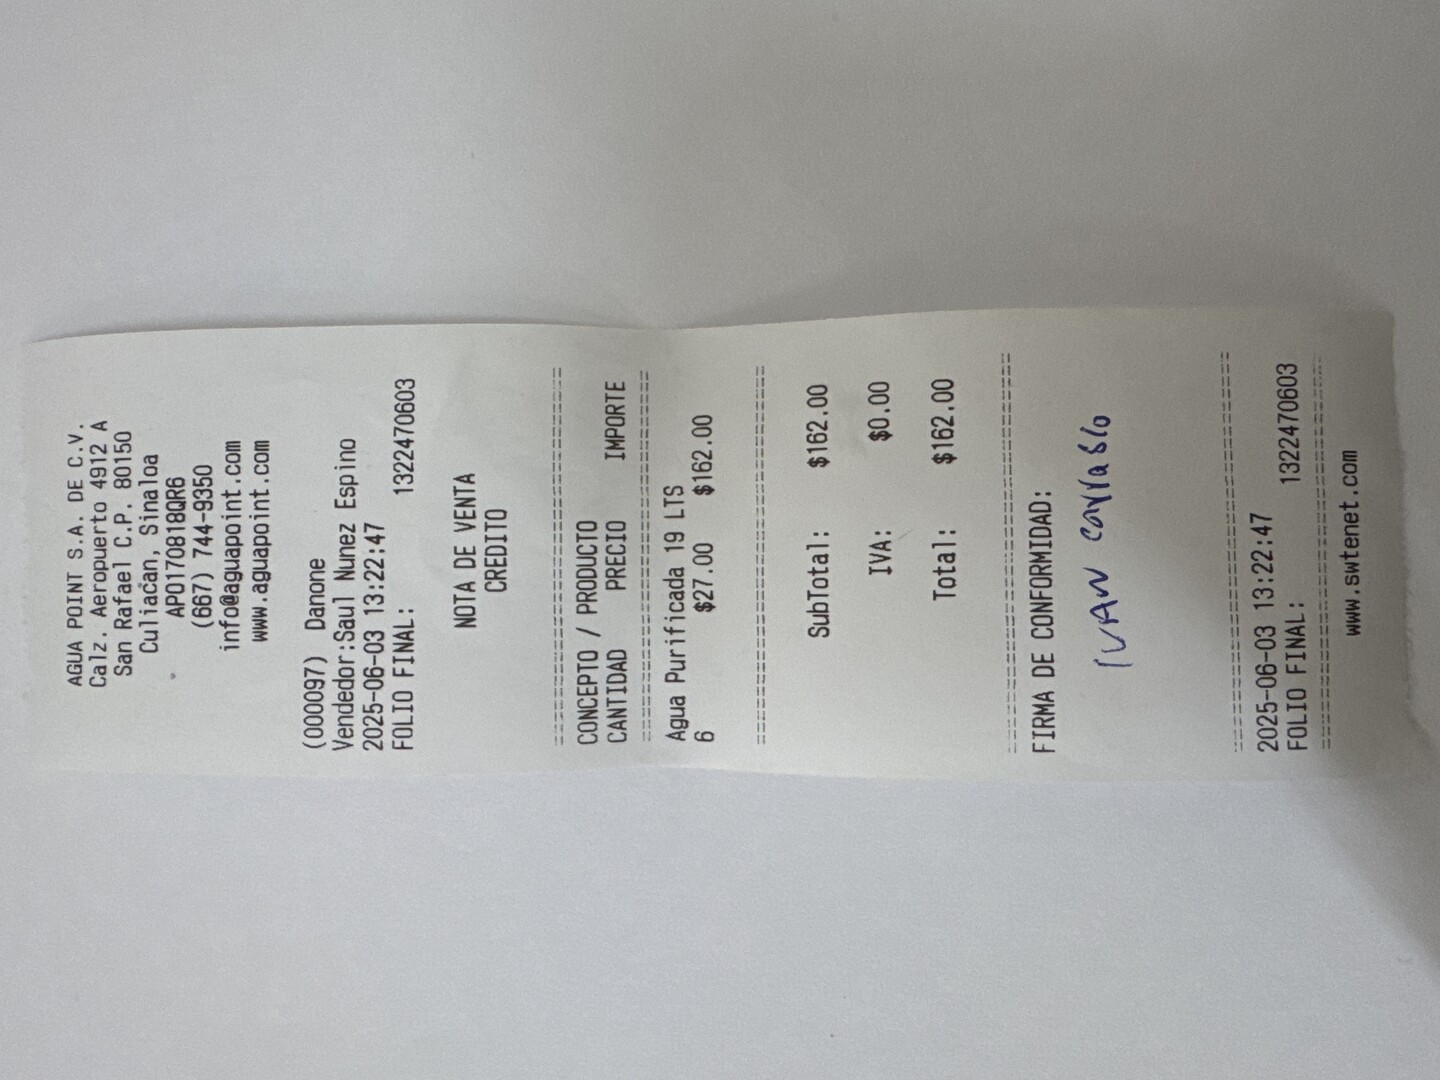 AGUA POINT S.A. DE C.V.
Calz. Aeropuerto 4912 A
San Rafael C.P. 80150
Culiacan, Sinaloa
APO170818QR6
(667) 744-9350
info@aguapoint.com
www.aguapoint.com
(000097) Danone
Vendedor:Saul Nunez Espino
2025-06-03 13:22:47
FOLIO FINAL: 1322470603
NOTA DE VENTA
CREDITO
CONCEPTO / PRODUCTO
CANTIDAD PRECIO IMPORTE
Agua Purificada 19 LTS
6 $27.00 $162.00
SubTotal: $162.00
IVA: $0.00
Total: $162.00
FIRMA DE CONFORMIDAD:
IVAN
2025-06-03 13:22:47
FOLIO FINAL: 1322470603
www.swtenet.com